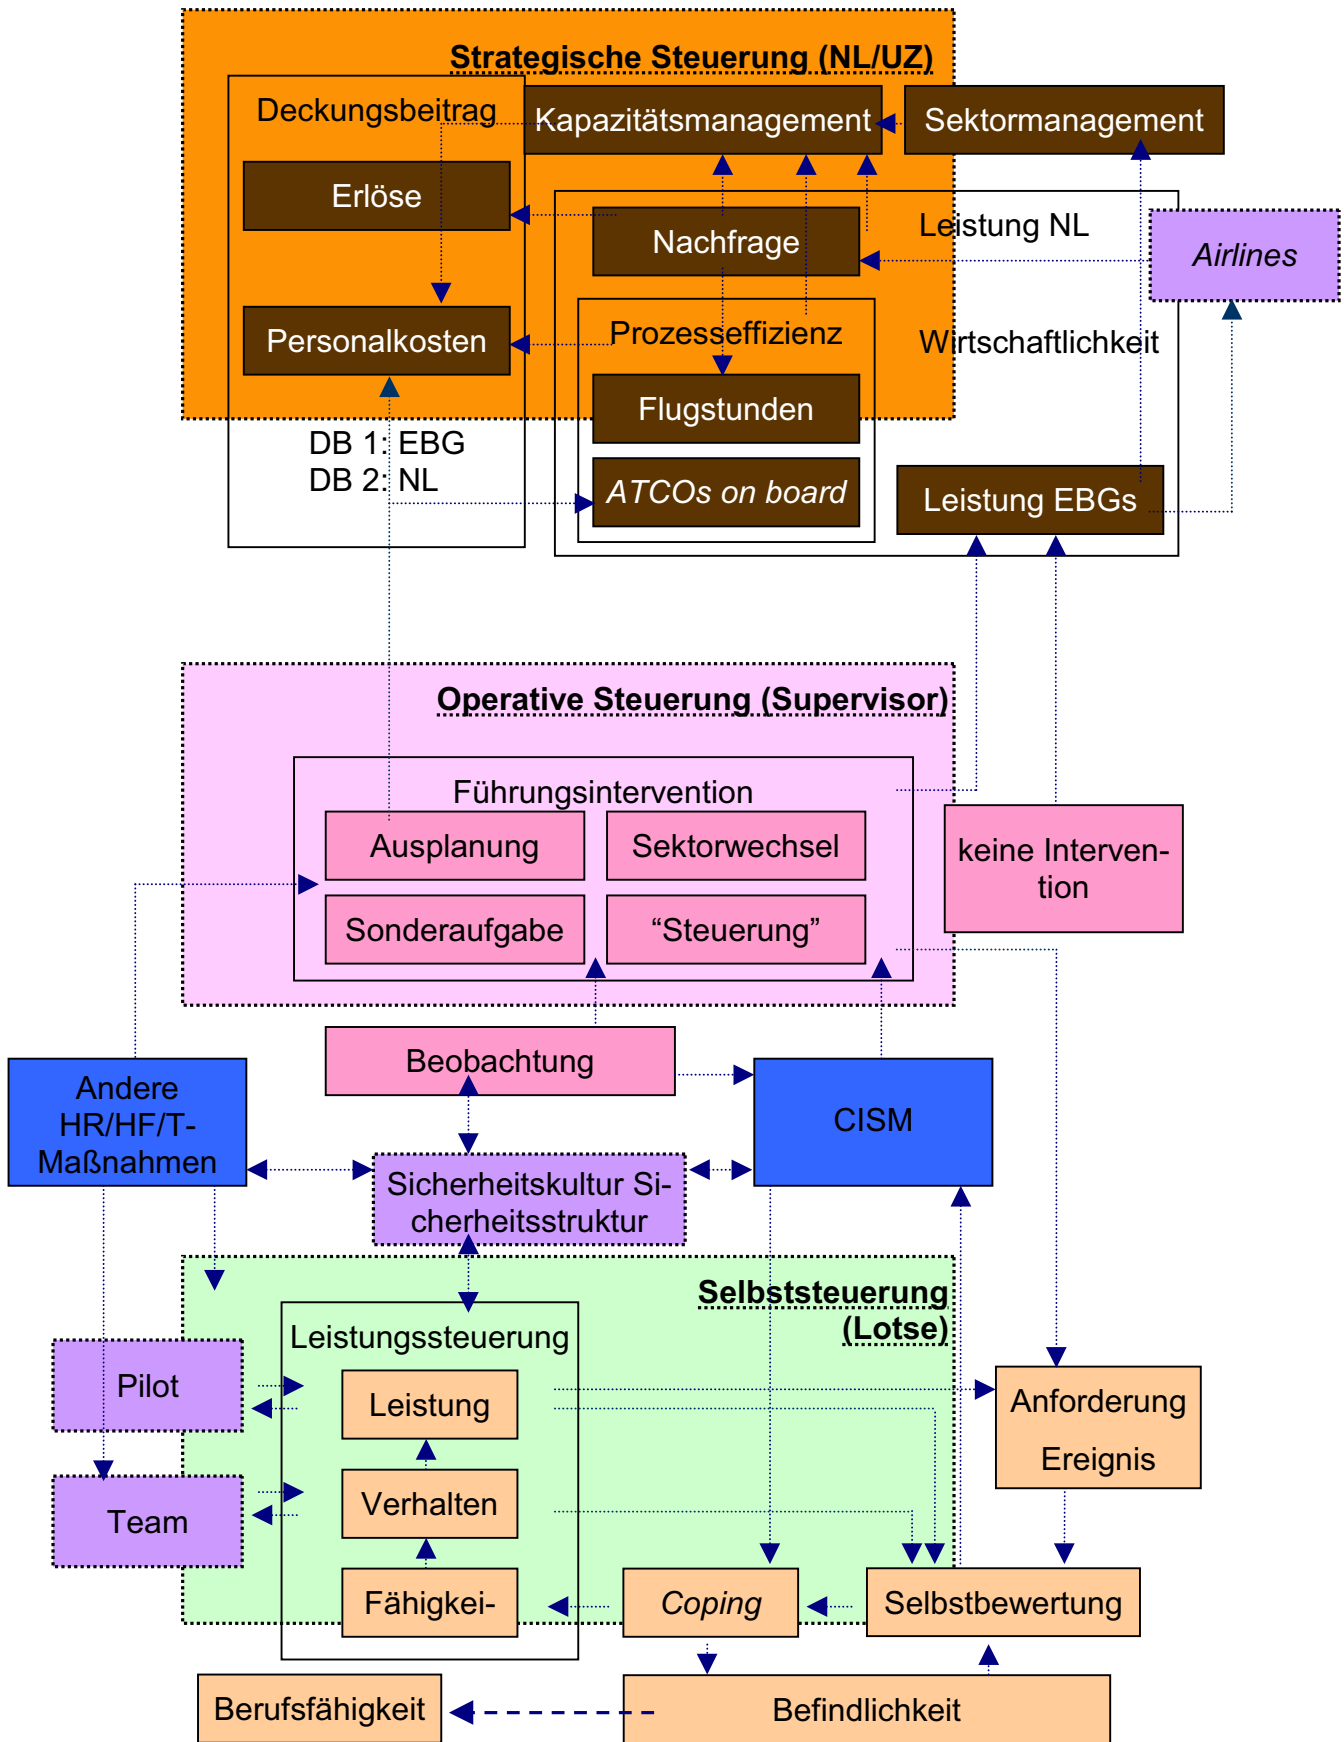 Strategische Steuerung (NL/UZ)
Deckungsbeitrag
Kapazitätsmanagement
Sektormanagement
Erlöse
Nachfrage
Leistung NL
Airlines
Personalkosten
Prozesseffizienz
Wirtschaftlichkeit
Flugstunden
DB 1: EBG
DB 2: NL
ATCOs on board
Leistung EBGs
Operative Steuerung (Supervisor)
Führungsintervention
Ausplanung
Sektorwechsel
keine Interven-
tion
Sonderaufgabe
“Steuerung”
Beobachtung
Andere
HR/HF/T-
Maßnahmen
CISM
Sicherheitskultur Si-
cherheitsstruktur
Selbststeuerung
(Lotse)
Leistungssteuerung
Pilot
Leistung
Anforderung
Ereignis
Team
Verhalten
Fähigkei-
Coping
Selbstbewertung
Berufsfähigkeit
Befindlichkeit